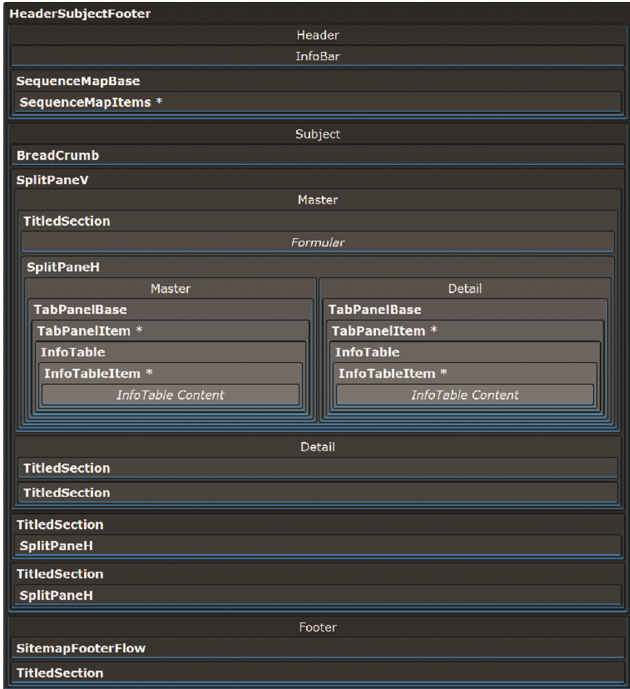 HeaderSubjectFooter
Header
InfoBar
SequenceMapBase
SequenceMapItems *
Subject
BreadCrumb
SplitPaneV
Master
TitledSection
Formular
SplitPaneH
Master Detail
TabPanelBase TabPanelBase
TabPanelItem * TabPanelItem *
InfoTable InfoTable
InfoTableItem * InfoTableItem *
InfoTable Content InfoTable Content
Detail
TitledSection
TitledSection
TitledSection
SplitPaneH
TitledSection
SplitPaneH
Footer
SitemapFooterFlow
TitledSection